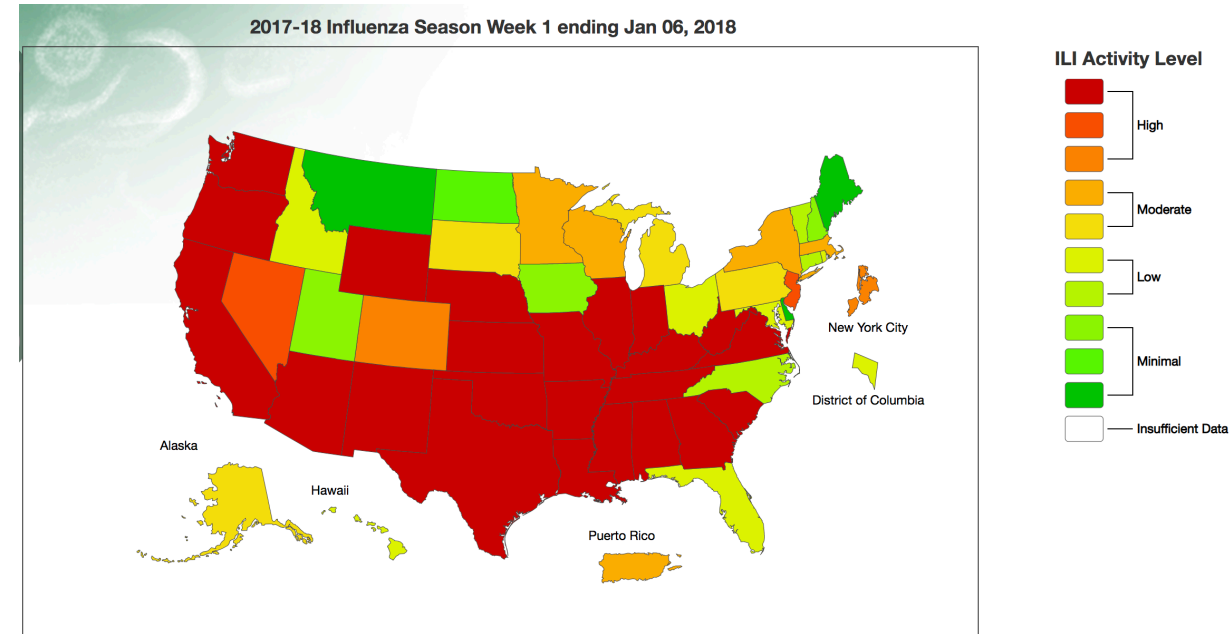 2017-18 Influenza Season Week 1 ending Jan 06, 2018
ILI Activity Level
High
Moderate
Low
Minimal
Insufficient Data
New York City
District of Columbia
Alaska
Hawaii
Puerto Rico